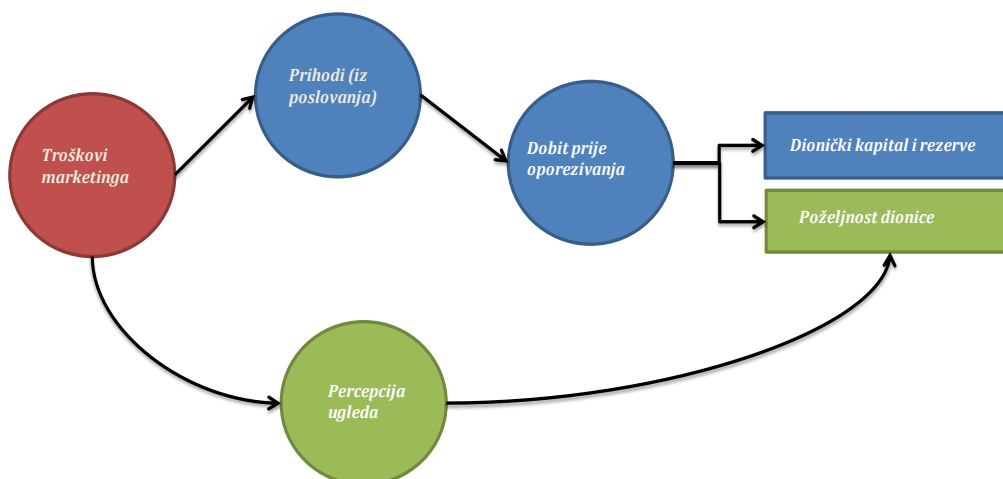 Prihodi (iz
poslovanja)
Troškovi
marketinga
Dobit prije
oporezivanja
Dionički kapital i rezerve
Poželjnost dionice
Percepcija
ugleda